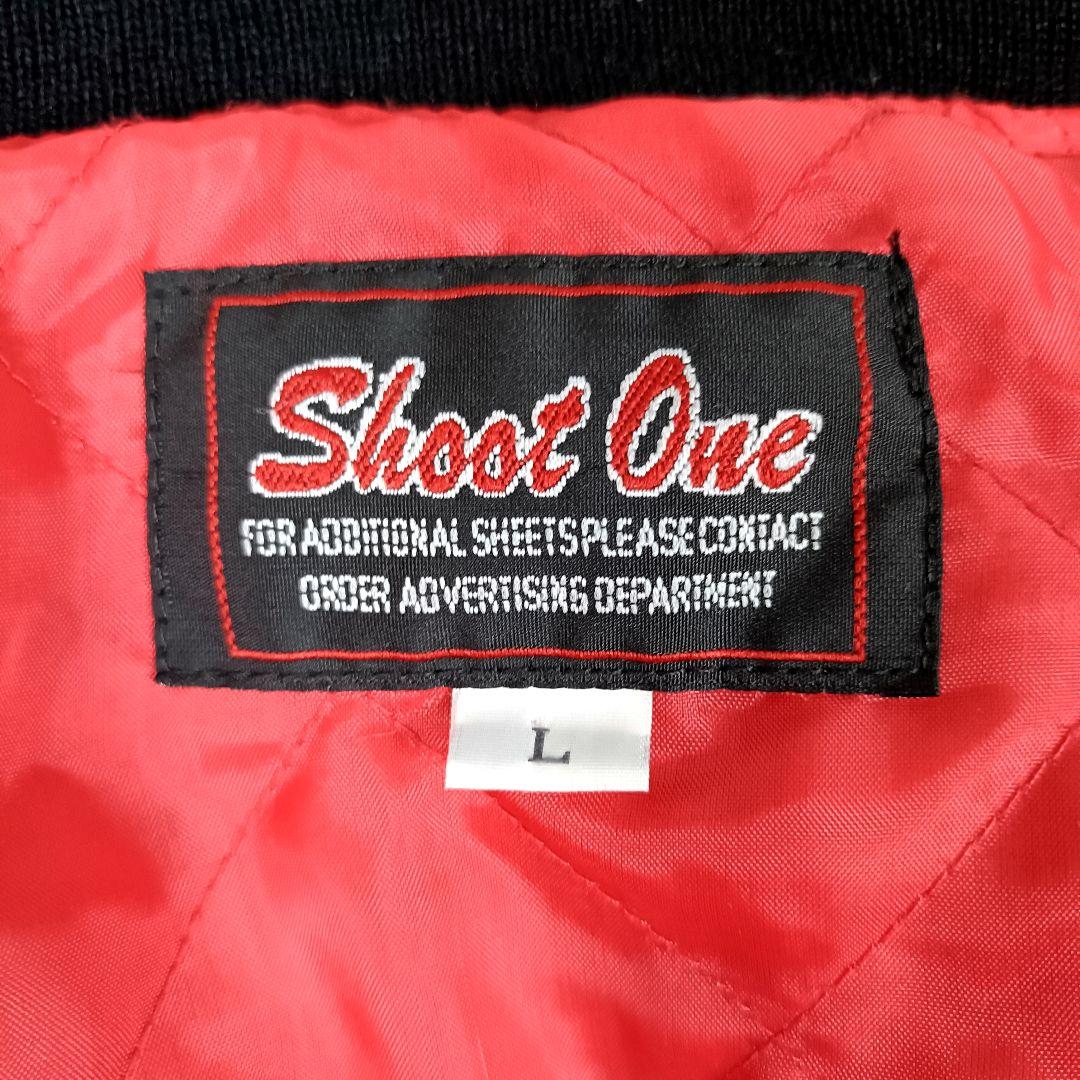 Shoot One
FOR ADDITIONAL SHEETS PLEASE CONTACT
ORDER ADVERTISING DEPARTMENT
L